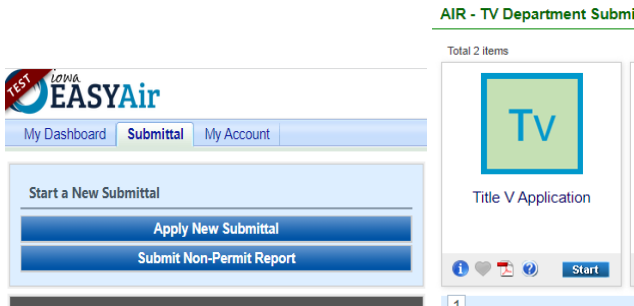 AIR - TV Department Submi
Total 2 items
TEST
iowa
EASYAir
My Dashboard Submittal My Account
Start a New Submittal
Apply New Submittal
Submit Non-Permit Report
Tv
Title V Application
Start
1